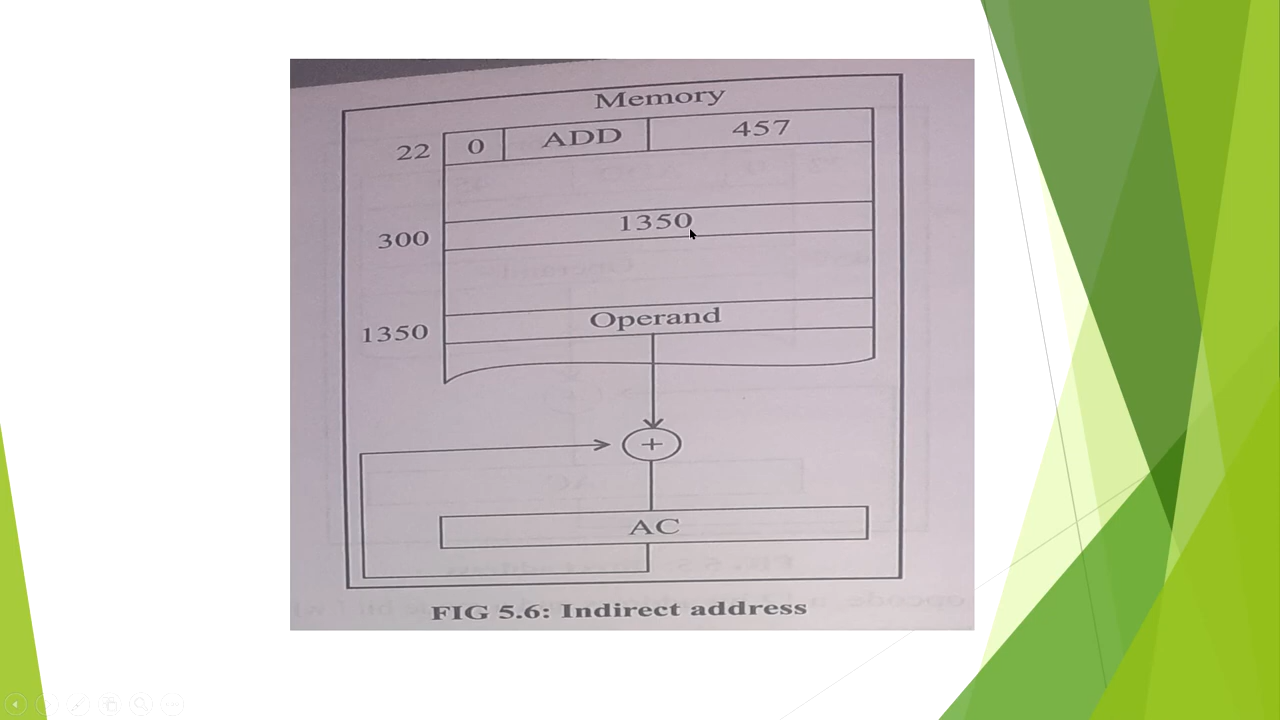 Memory
22 0 ADD 457
300 1350
1350 Operand
+
AC
FIG 5.6: Indirect address